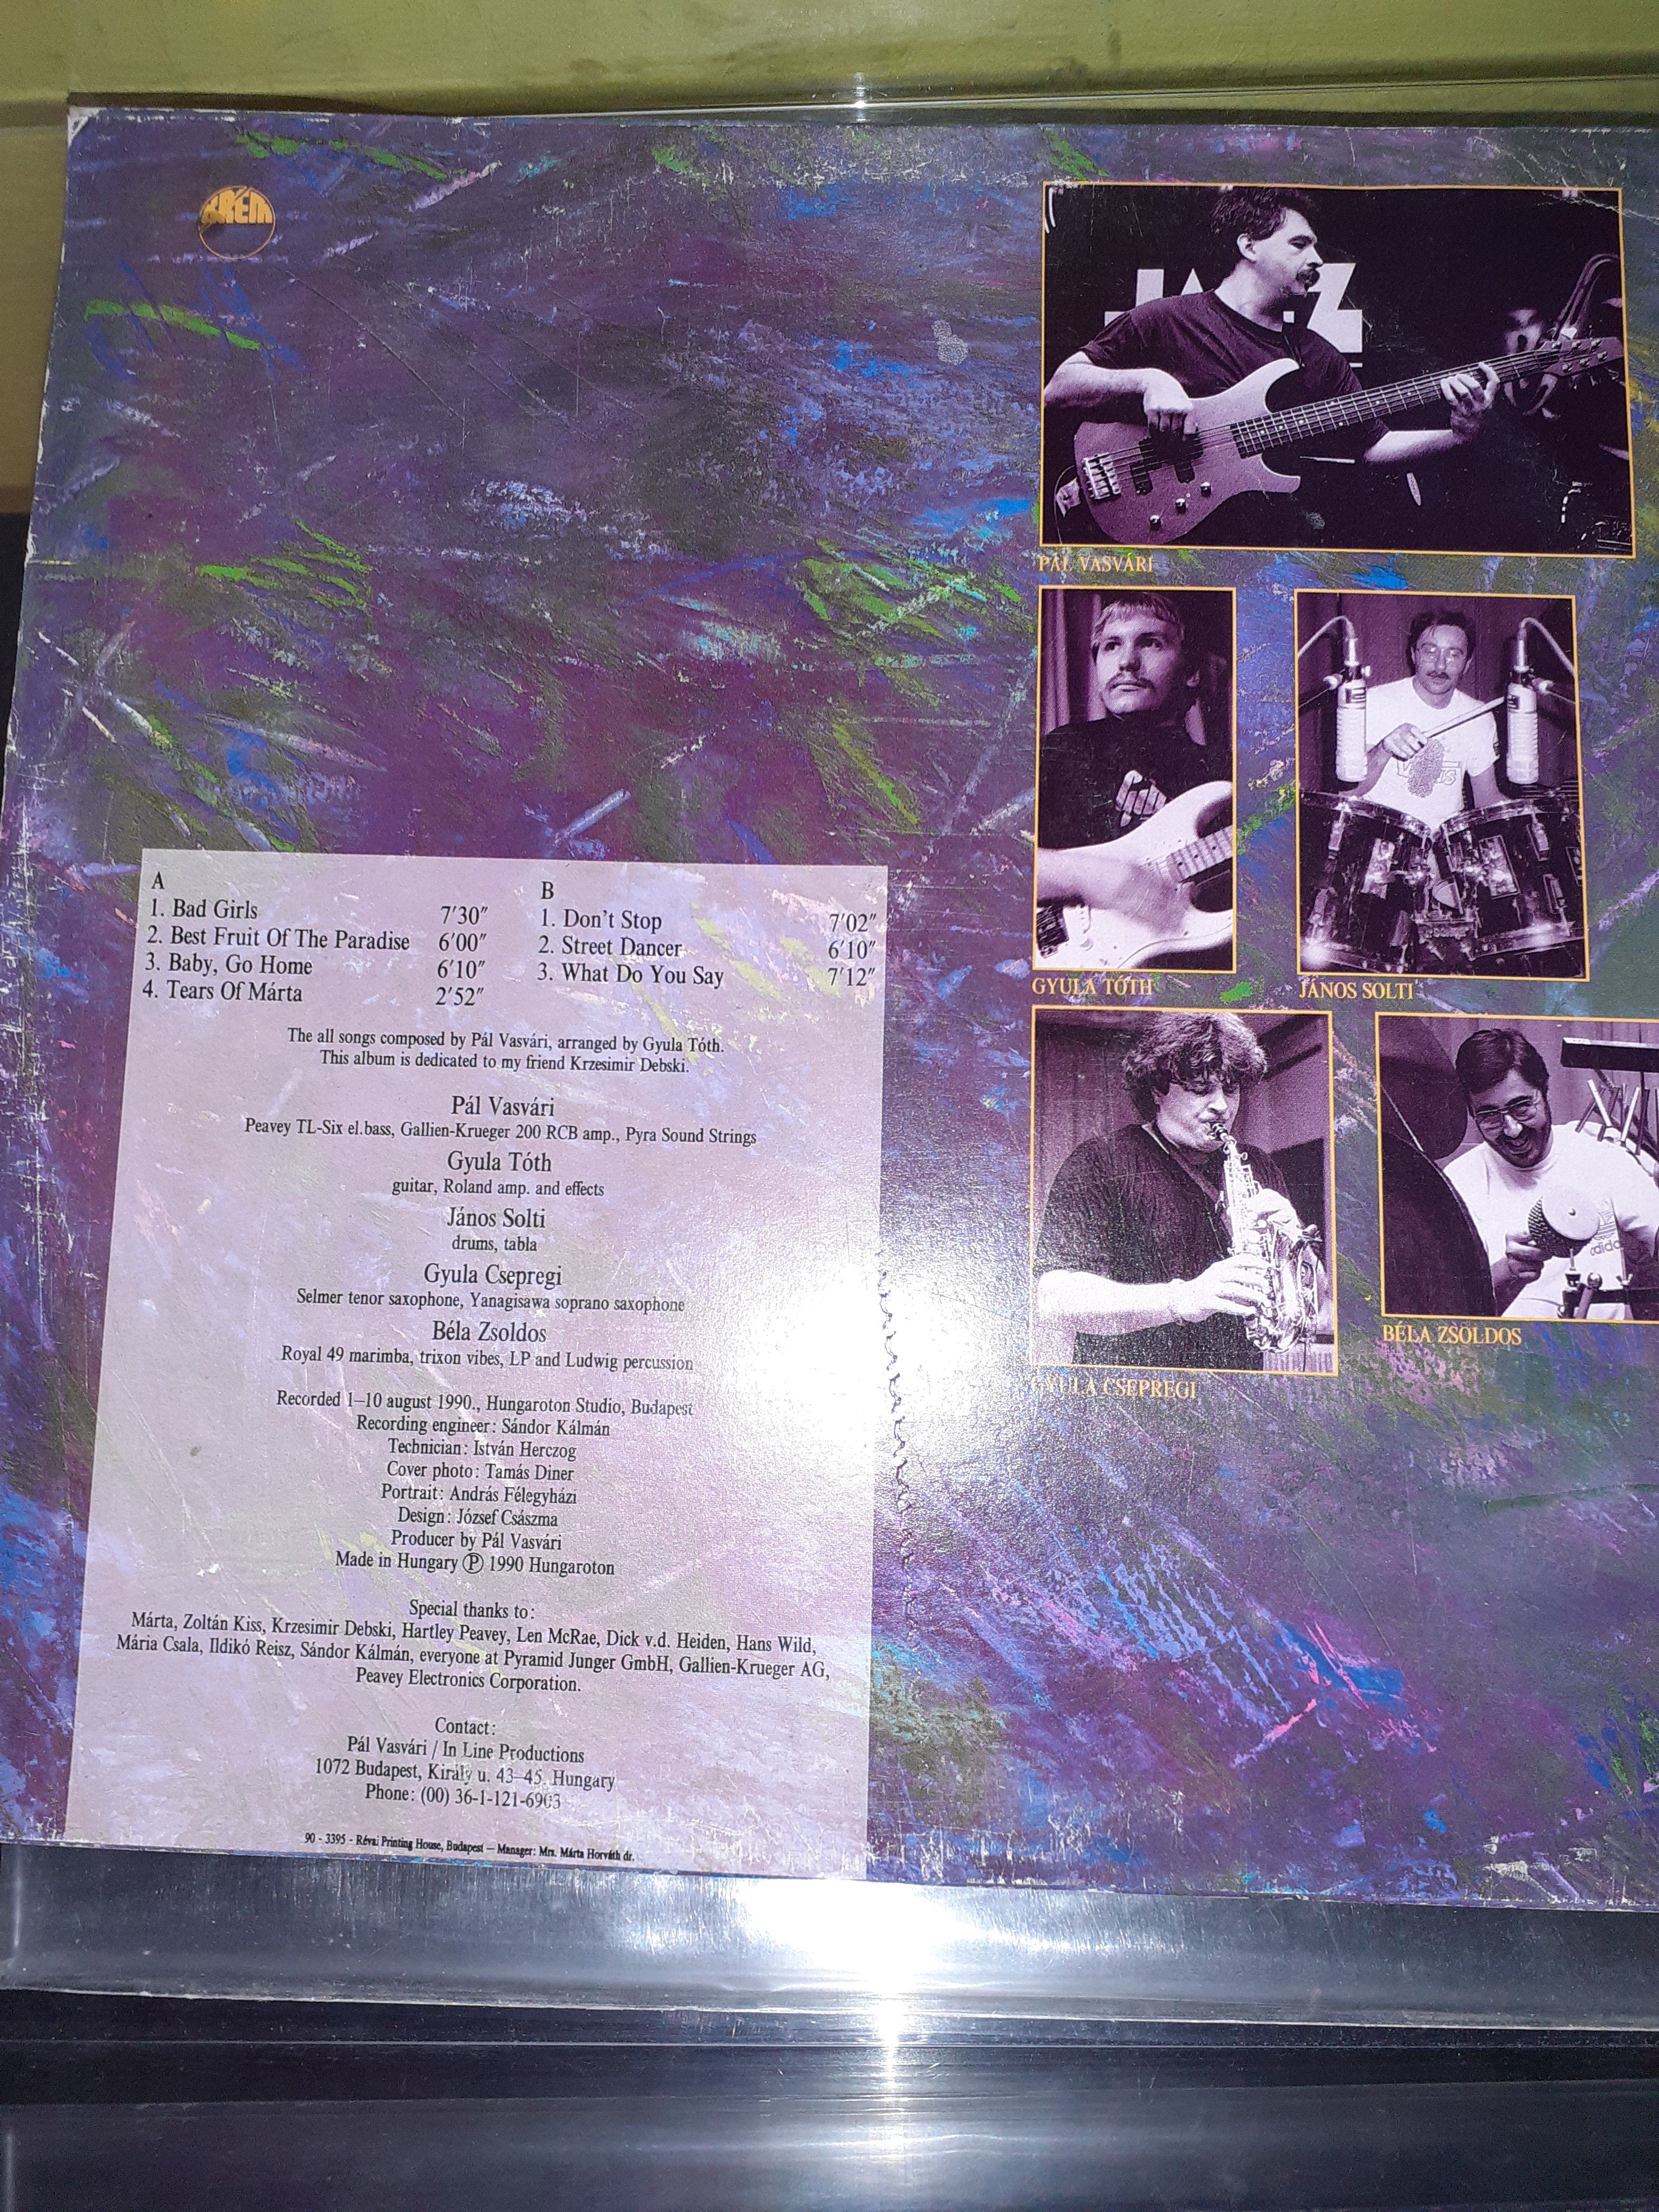 KRÉM
JAZZ
PÁL VASVÁRI
GYULA TÓTH
JÁNOS SOLTI
GYULA CSEPREGI
adidas
BÉLA ZSOLDOS
A
1. Bad Girls 7'30"
2. Best Fruit Of The Paradise 6'00"
3. Baby, Go Home 6'10"
4. Tears Of Márta 2'52"
B
1. Don't Stop 7'02"
2. Street Dancer 6'10"
3. What Do You Say 7'12"
The all songs composed by Pál Vasvári, arranged by Gyula Tóth.
This album is dedicated to my friend Krzesimir Debski.
Pál Vasvári
Peavey TL-Six el.bass, Gallien-Krueger 200 RCB amp., Pyra Sound Strings
Gyula Tóth
guitar, Roland amp. and effects
János Solti
drums, tabla
Gyula Csepregi
Selmer tenor saxophone, Yanagisawa soprano saxophone
Béla Zsoldos
Royal 49 marimba, trixon vibes, LP and Ludwig percussion
Recorded 1–10 august 1990., Hungaroton Studio, Budapest
Recording engineer: Sándor Kálmán
Technician: István Herczog
Cover photo: Tamás Diner
Portrait: András Félegyházi
Design: József Császma
Producer by Pál Vasvári
Made in Hungary Ⓟ 1990 Hungaroton
Special thanks to:
Márta, Zoltán Kiss, Krzesimir Debski, Hartley Peavey, Len McRae, Dick v.d. Heiden, Hans Wild,
Mária Csala, Ildikó Reisz, Sándor Kálmán, everyone at Pyramid Junger GmbH, Gallien-Krueger AG,
Peavey Electronics Corporation.
Contact:
Pál Vasvári / In Line Productions
1072 Budapest, Király u. 43–45. Hungary
Phone: (00) 36-1-121-6903
90 - 3395 - Révai Printing House, Budapest — Manager: Mrs. Márta Horváth dr.